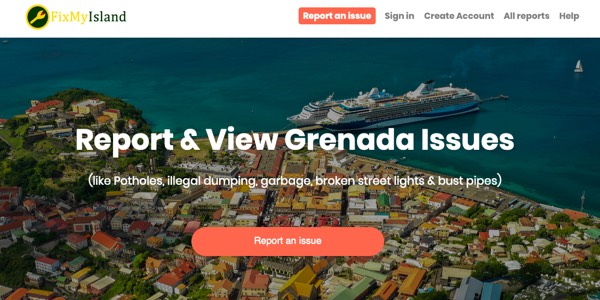 FixMyIsland
Report an issue Sign in Create Account All reports Help
Report & View Grenada Issues
(like Potholes, illegal dumping, garbage, broken street lights & bust pipes)
Report an issue